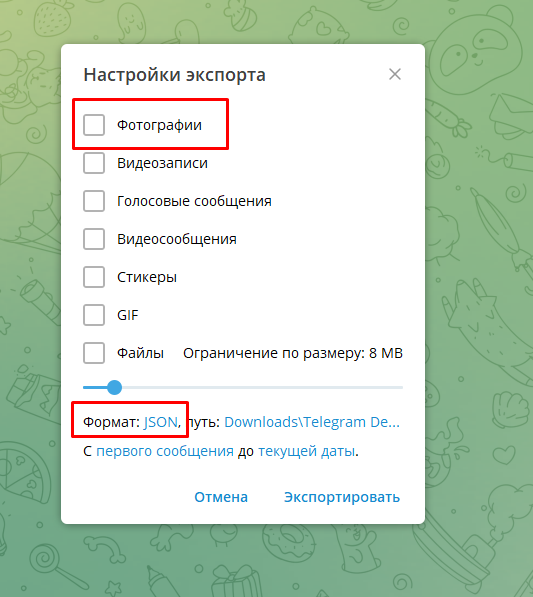 Настройки экспорта
Фотографии
Видеозаписи
Голосовые сообщения
Видеосообщения
Стикеры
GIF
Файлы Ограничение по размеру: 8 MB
Формат: JSON, путь: Downloads\Telegram De...
С первого сообщения до текущей даты.
Отмена Экспортировать